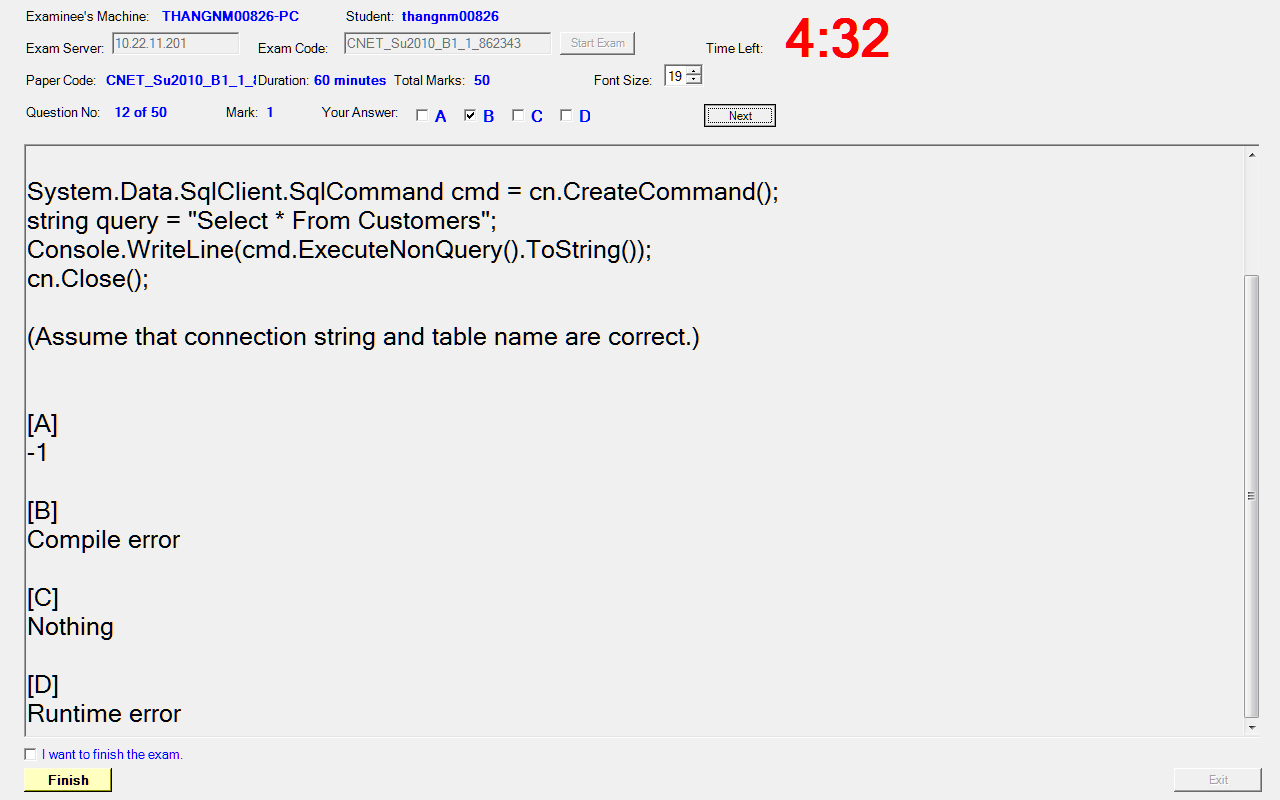 Examinee's Machine: THANGNM00826-PC Student: thangnm00826
Exam Server: 10.22.11.201 Exam Code: CNET_Su2010_B1_1_862343 Start Exam Time Left: 4:32
Paper Code: CNET_Su2010_B1_1_ Duration: 60 minutes Total Marks: 50 Font Size: 19
Question No: 12 of 50 Mark: 1 Your Answer: A B C D Next
System.Data.SqlClient.SqlCommand cmd = cn.CreateCommand();
string query = "Select * From Customers";
Console.WriteLine(cmd.ExecuteNonQuery().ToString());
cn.Close();
(Assume that connection string and table name are correct.)
[A]
-1
[B]
Compile error
[C]
Nothing
[D]
Runtime error
I want to finish the exam.
Finish Exit